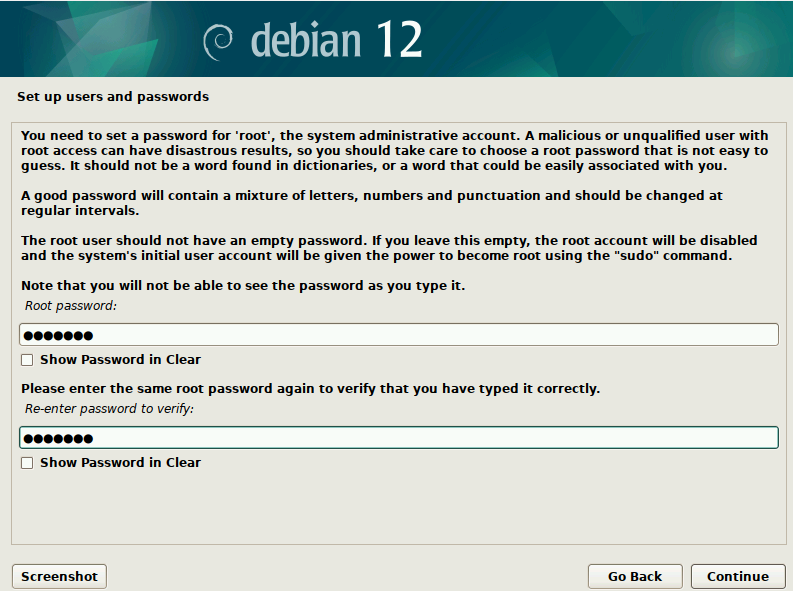 debian 12
Set up users and passwords
You need to set a password for 'root', the system administrative account. A malicious or unqualified user with
root access can have disastrous results, so you should take care to choose a root password that is not easy to
guess. It should not be a word found in dictionaries, or a word that could be easily associated with you.
A good password will contain a mixture of letters, numbers and punctuation and should be changed at
regular intervals.
The root user should not have an empty password. If you leave this empty, the root account will be disabled
and the system's initial user account will be given the power to become root using the "sudo" command.
Note that you will not be able to see the password as you type it.
Root password:
●●●●●●●
Show Password in Clear
Please enter the same root password again to verify that you have typed it correctly.
Re-enter password to verify:
●●●●●●●
Show Password in Clear
Screenshot
Go Back
Continue